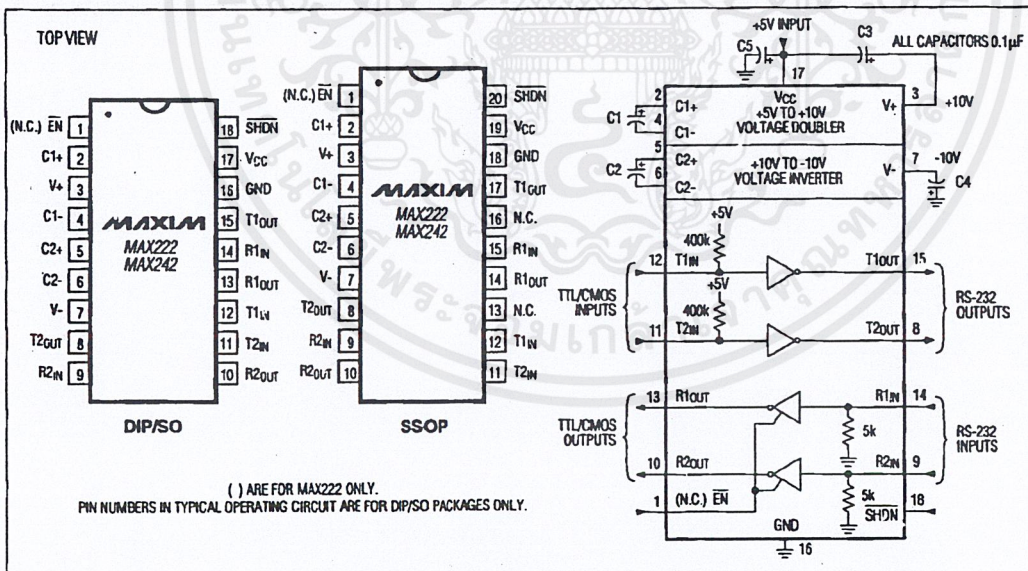 TOP VIEW
(N.C.) EN 1
C1+ 2
V+ 3
C1- 4
C2+ 5
C2- 6
V- 7
T2OUT 8
R2IN 9
18 SHDN
17 VCC
16 GND
15 T1OUT
14 R1IN
13 R1OUT
12 T1IN
11 T2IN
10 R2OUT
MAXIM
MAX222
MAX242
DIP/SO
(N.C.) EN 1
C1+ 2
V+ 3
C1- 4
C2+ 5
C2- 6
V- 7
T2OUT 8
R2IN 9
R2OUT 10
20 SHDN
19 VCC
18 GND
17 T1OUT
16 N.C.
15 R1IN
14 R1OUT
13 N.C.
12 T1IN
11 T2IN
MAXIM
MAX222
MAX242
SSOP
( ) ARE FOR MAX222 ONLY.
PIN NUMBERS IN TYPICAL OPERATING CIRCUIT ARE FOR DIP/SO PACKAGES ONLY.
+5V INPUT
C5
C3
ALL CAPACITORS 0.1µF
17
VCC
+5V TO +10V
VOLTAGE DOUBLER
C1
2
C1+
4
C1-
V+
3
+10V
C2
5
C2+
6
C2-
+10V TO -10V
VOLTAGE INVERTER
V-
7
-10V
C4
+5V
400k
12
T1IN
T1OUT
15
+5V
400k
11
T2IN
T2OUT
8
TTL/CMOS
INPUTS
RS-232
OUTPUTS
13
R1OUT
R1IN
14
5k
10
R2OUT
R2IN
9
5k
TTL/CMOS
OUTPUTS
RS-232
INPUTS
1
(N.C.) EN
SHDN
18
GND
16